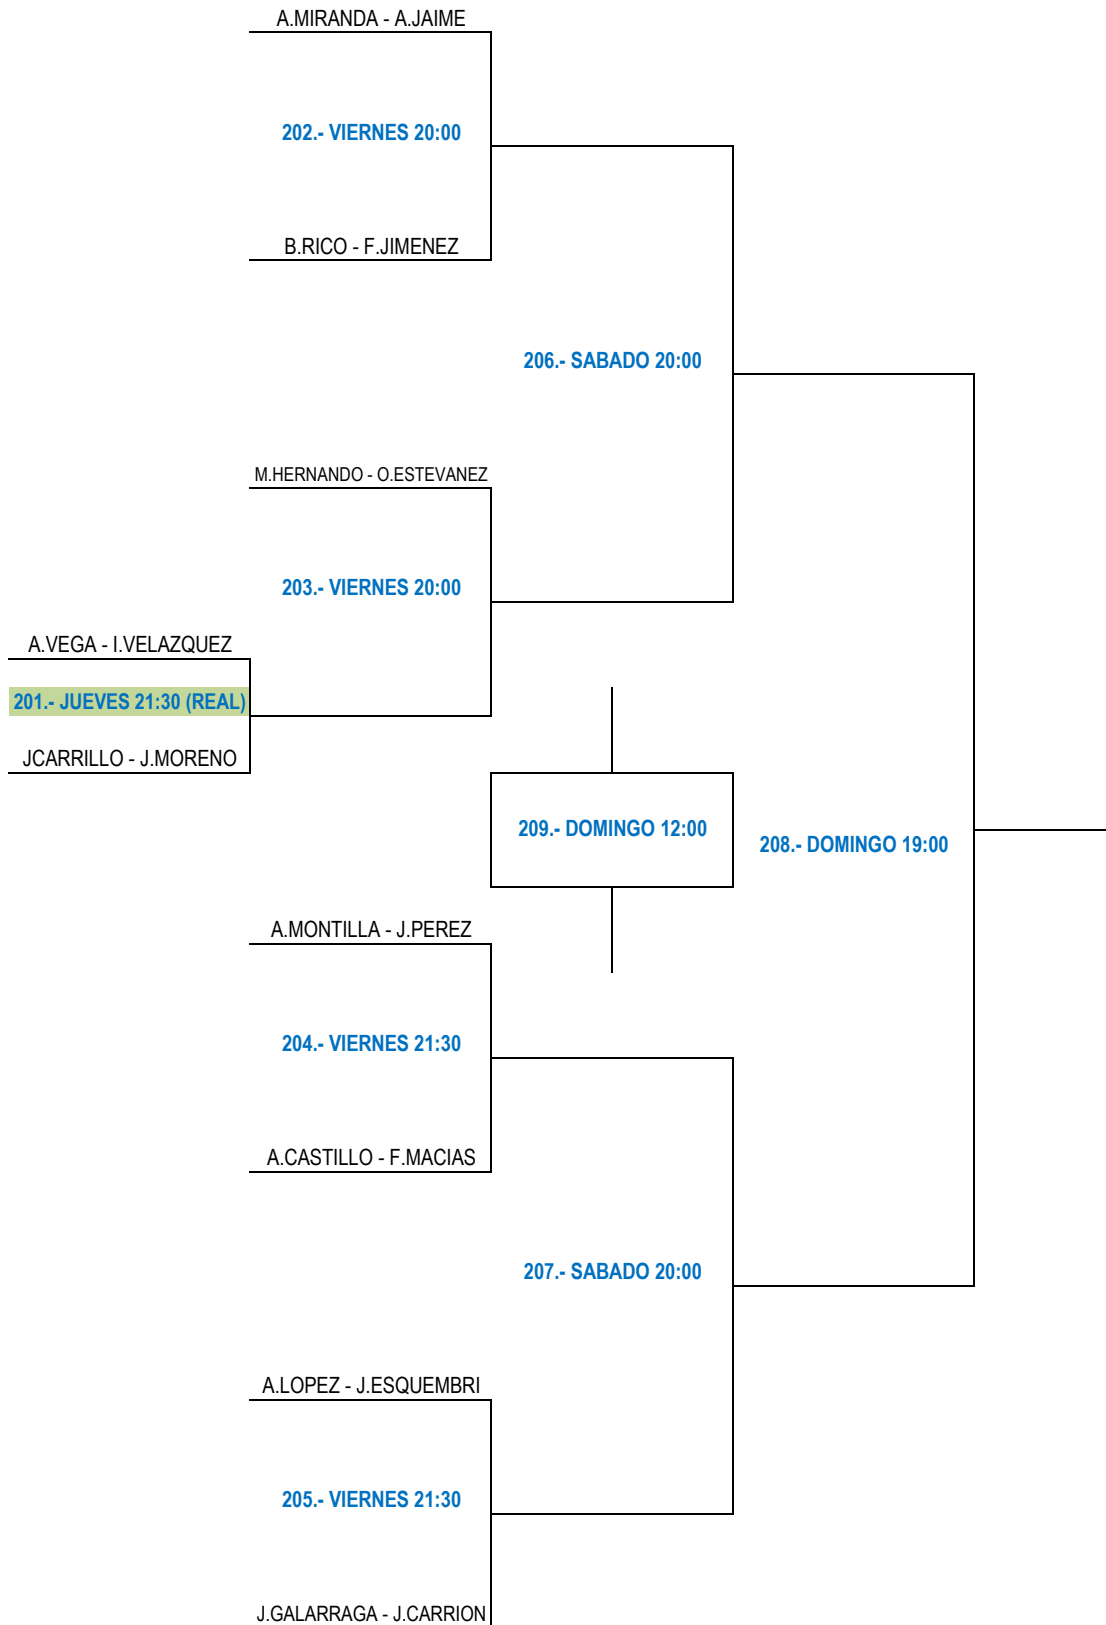 A.MIRANDA - A.JAIME
202.- VIERNES 20:00
B.RICO - F.JIMENEZ
206.- SABADO 20:00
M.HERNANDO - O.ESTEVANEZ
203.- VIERNES 20:00
A.VEGA - I.VELAZQUEZ
201.- JUEVES 21:30 (REAL)
JCARRILLO - J.MORENO
209.- DOMINGO 12:00
208.- DOMINGO 19:00
A.MONTILLA - J.PEREZ
204.- VIERNES 21:30
A.CASTILLO - F.MACIAS
207.- SABADO 20:00
A.LOPEZ - J.ESQUEMBRI
205.- VIERNES 21:30
J.GALARRAGA - J.CARRION